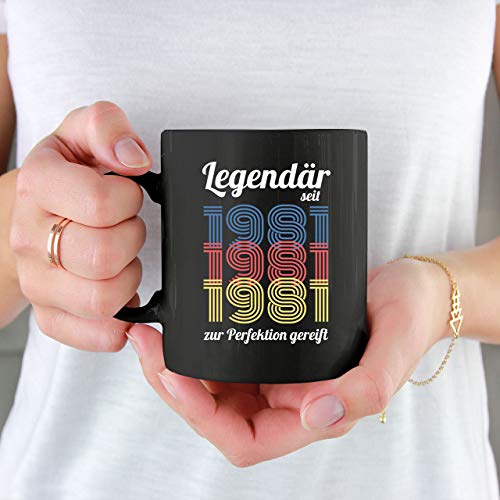 Legendär
seit
1981
1981
1981
zur Perfektion gereift